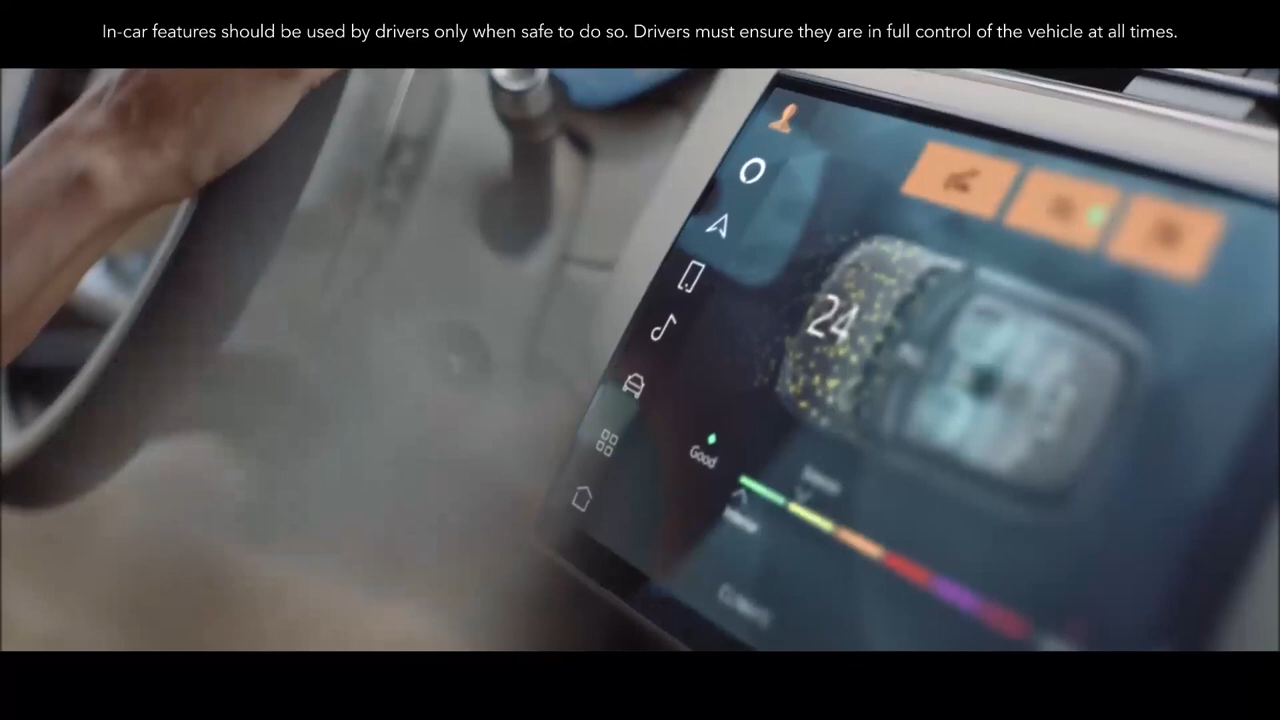 In-car features should be used by drivers only when safe to do so. Drivers must ensure they are in full control of the vehicle at all times.
24
Good